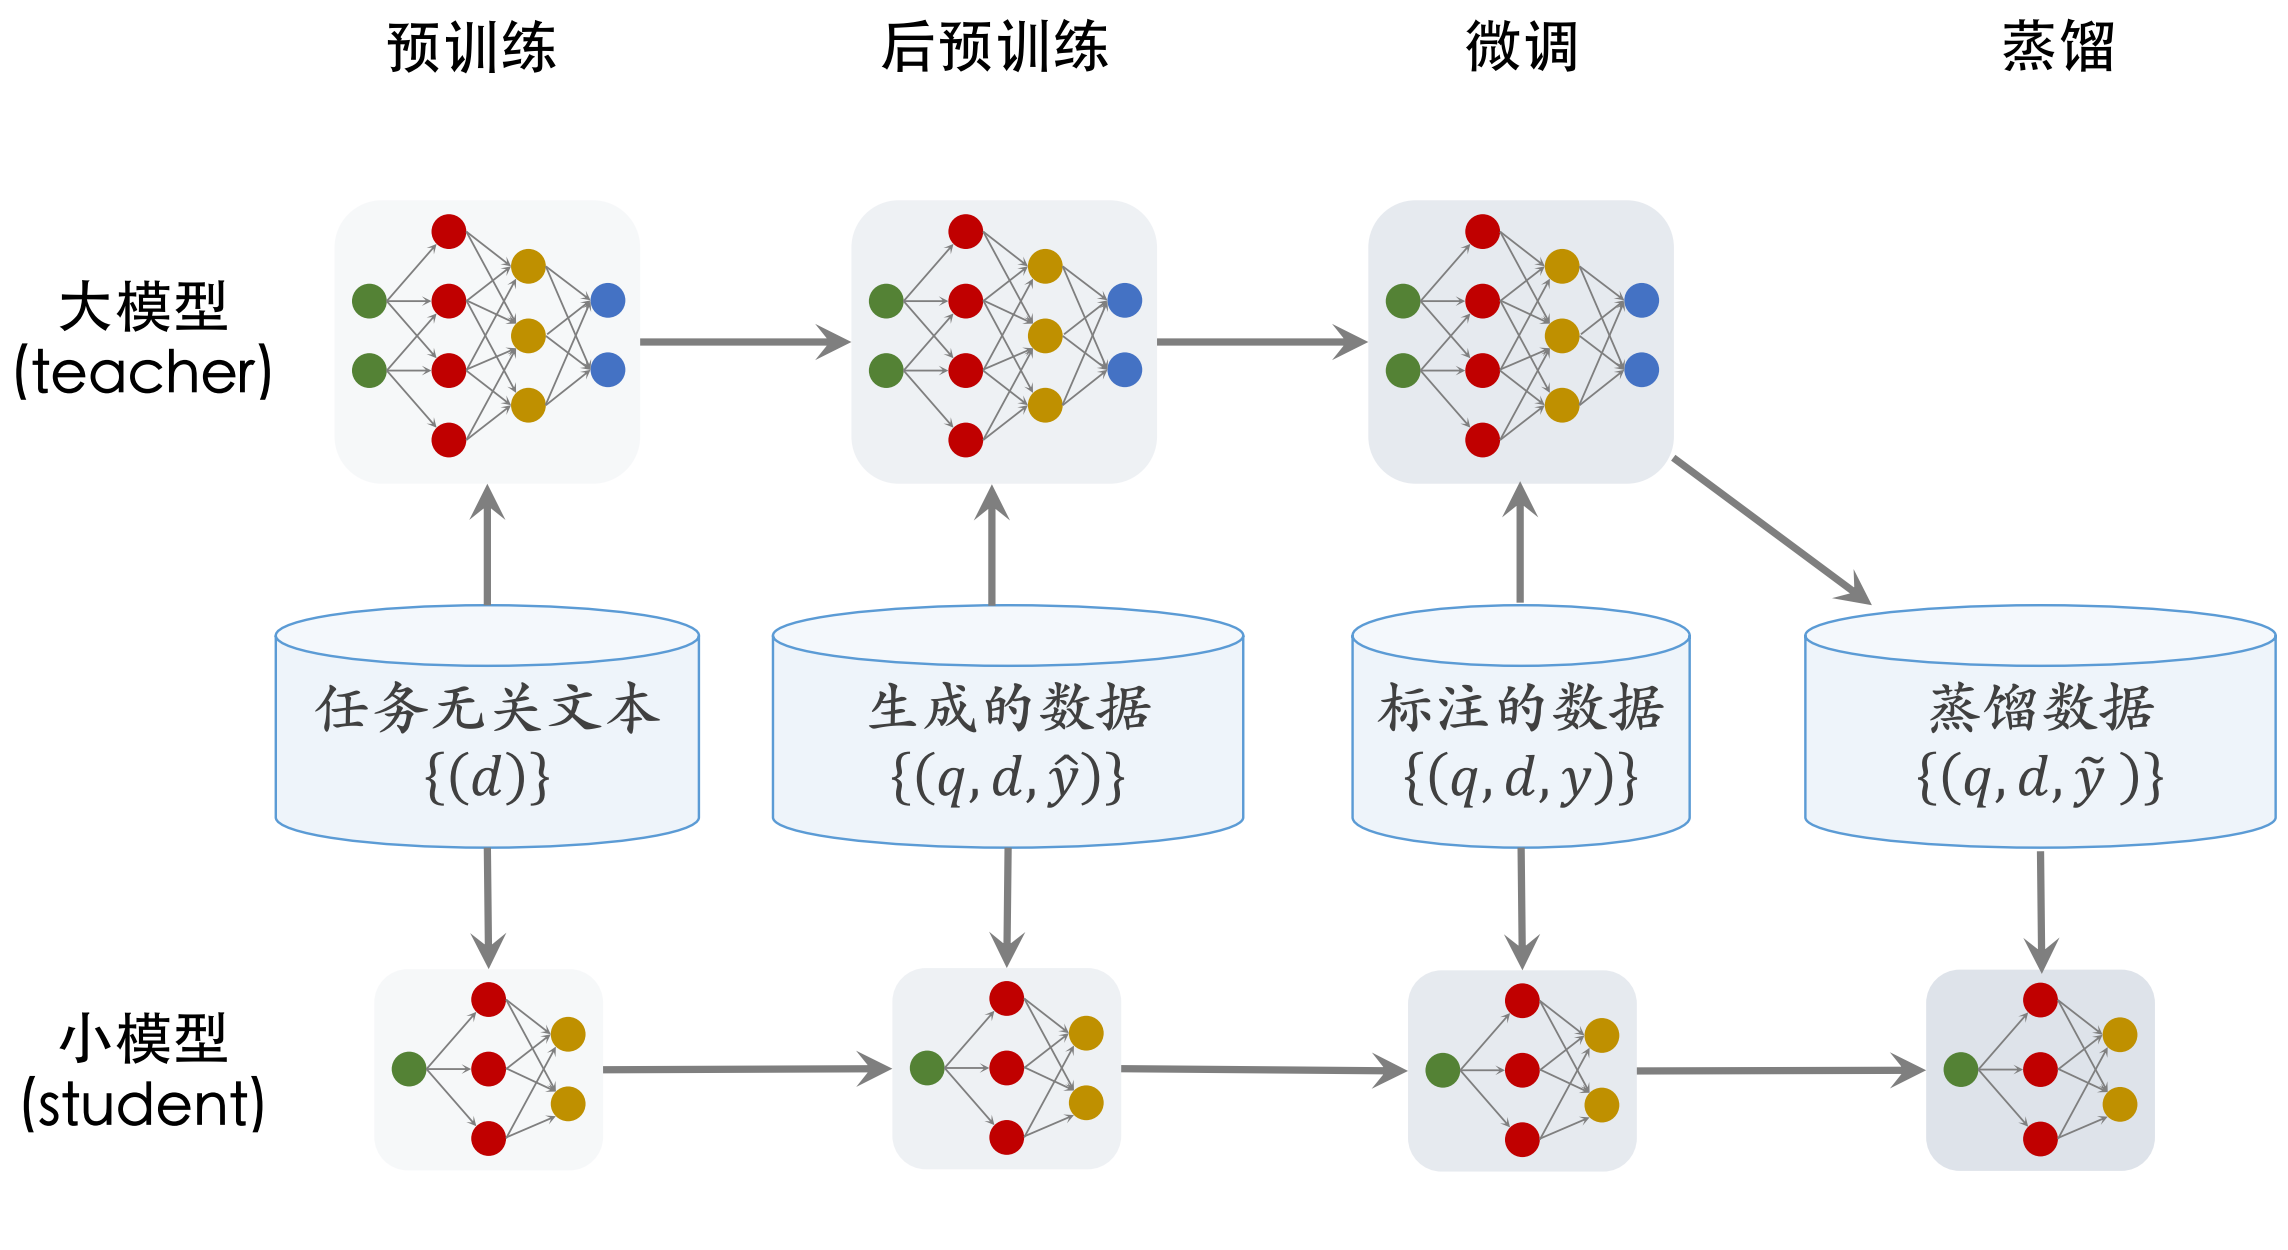 预训练
后预训练
微调
蒸馏
大模型
(teacher)
任务无关文本
{(d)}
生成的数据
{(q, d, ŷ)}
标注的数据
{(q, d, y)}
蒸馏数据
{(q, d, ỹ )}
小模型
(student)